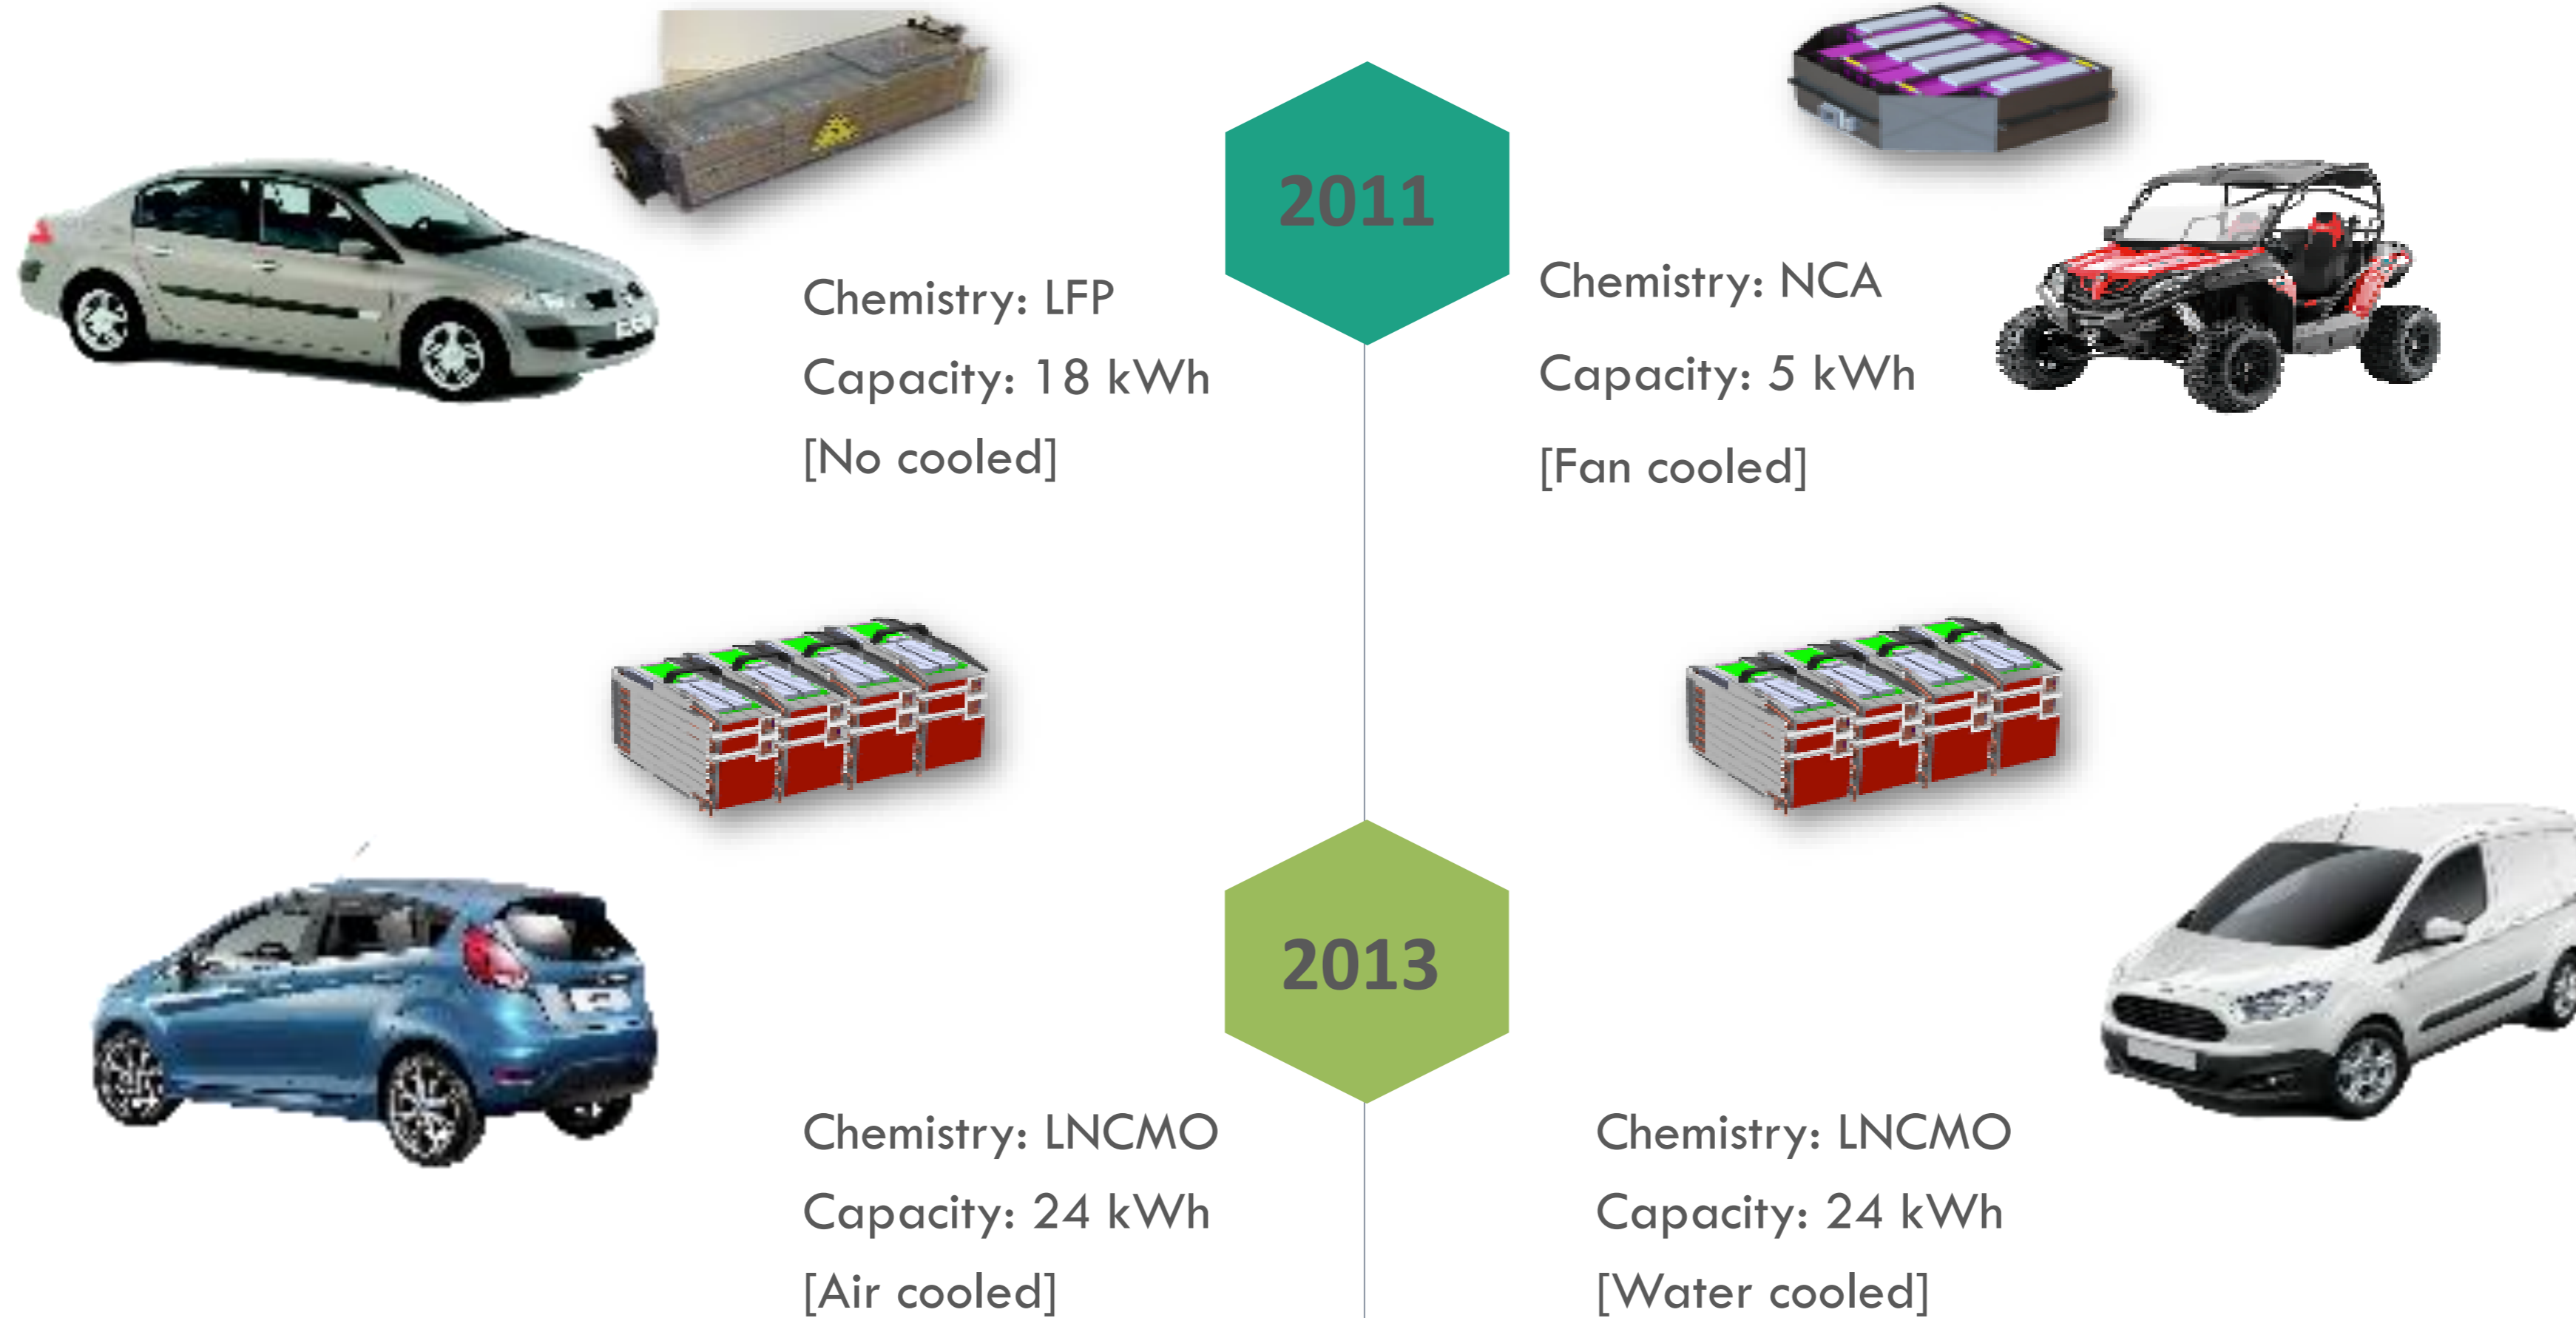 2011
Chemistry: LFP
Capacity: 18 kWh
[No cooled]
Chemistry: NCA
Capacity: 5 kWh
[Fan cooled]
2013
Chemistry: LNCMO
Capacity: 24 kWh
[Air cooled]
Chemistry: LNCMO
Capacity: 24 kWh
[Water cooled]